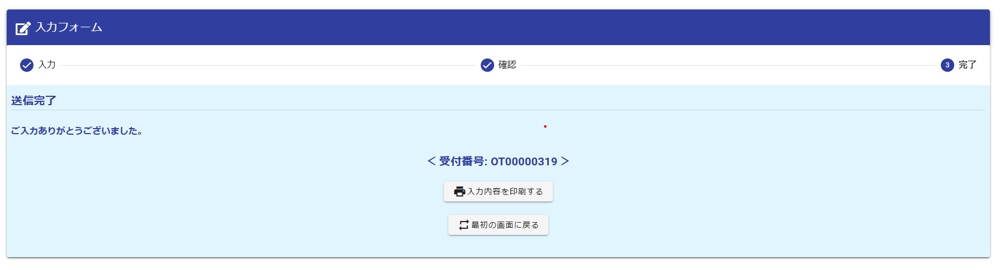 入力フォーム
入力
確認
3 完了
送信完了
ご入力ありがとうございました。
＜ 受付番号: OT00000319 ＞
入力内容を印刷する
最初の画面に戻る